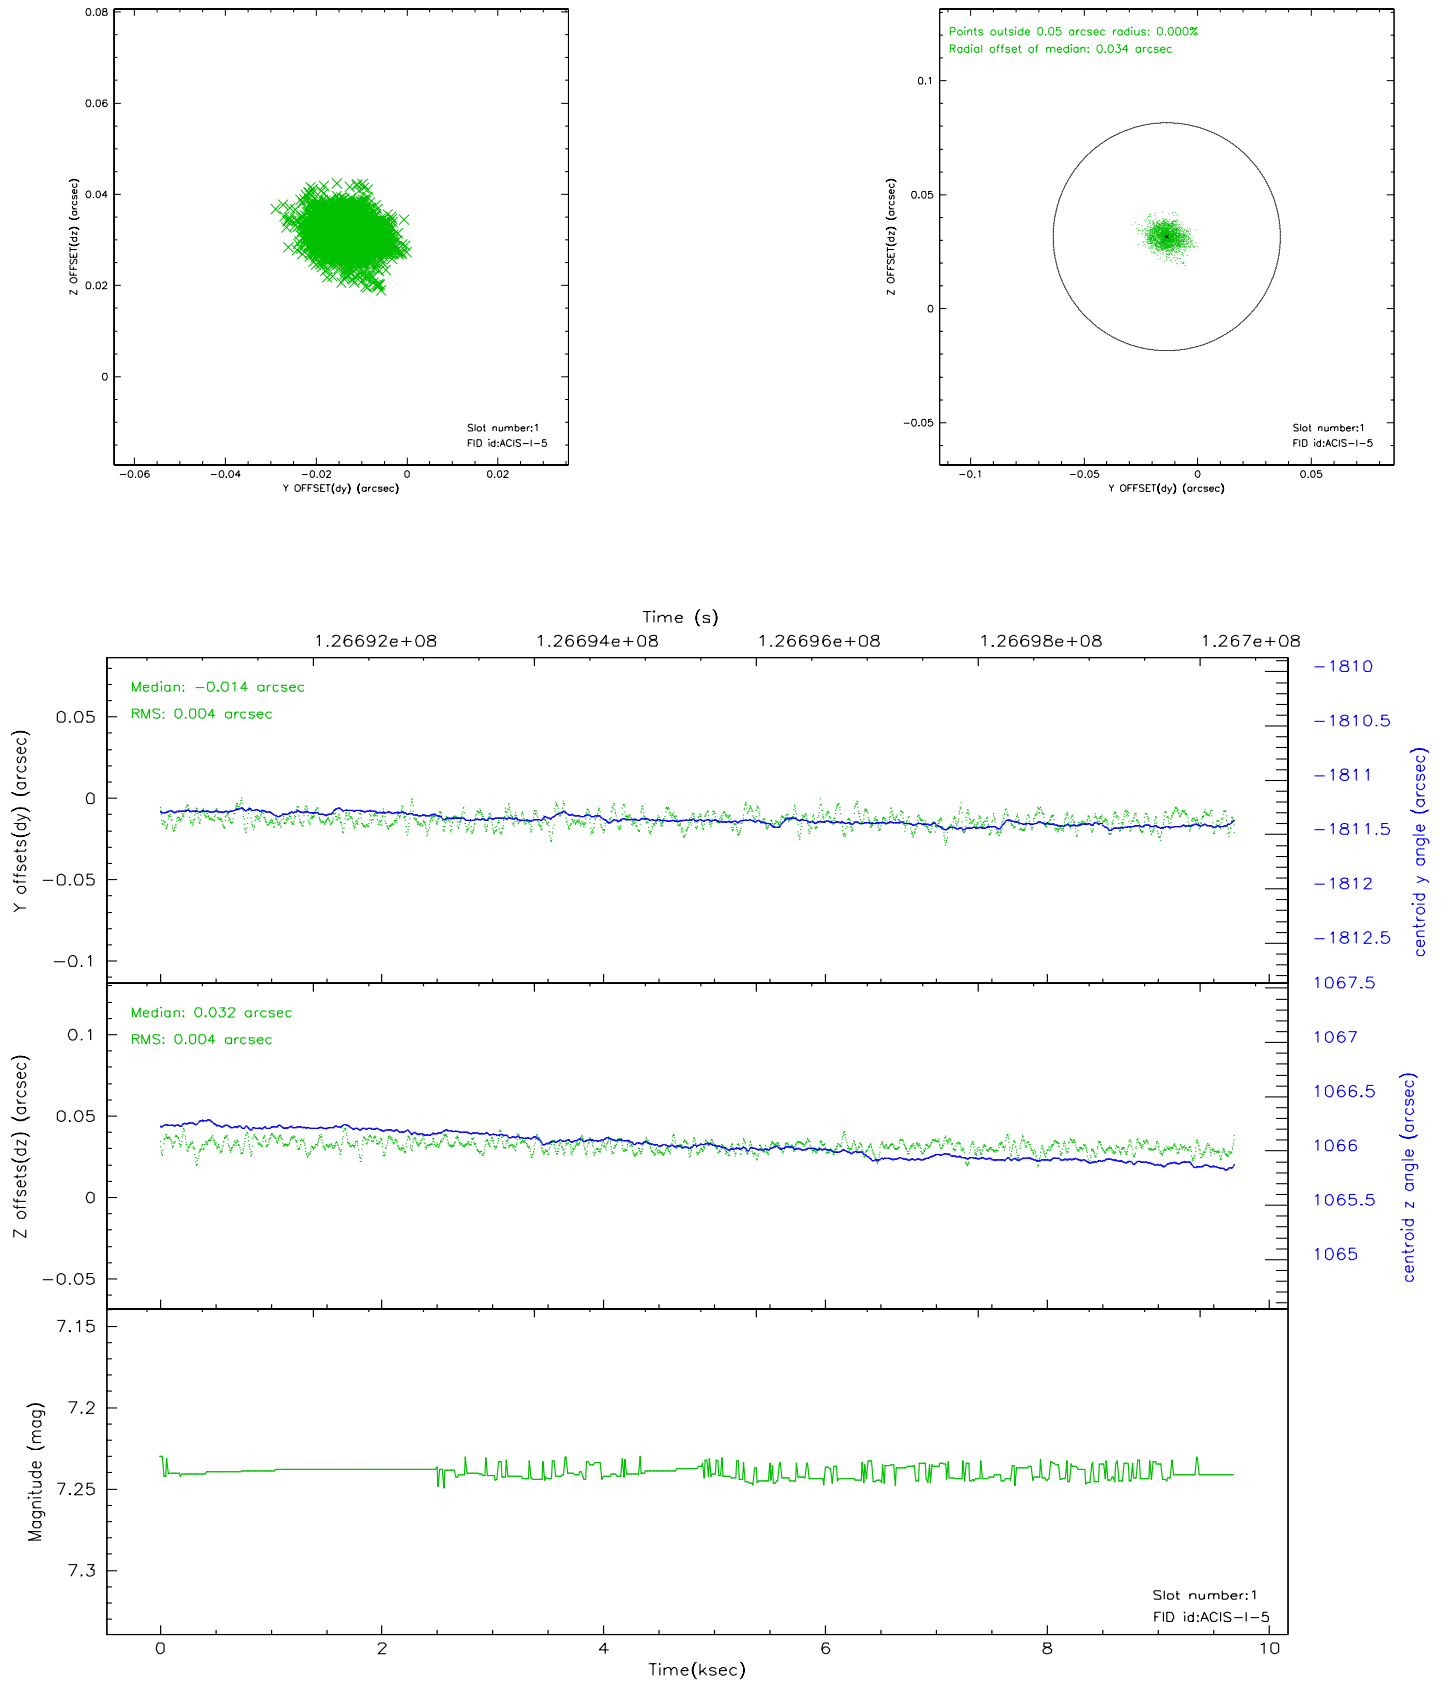 0.08
0.06
0.04
0.02
0
Z OFFSET(dz) (arcsec)
Slot number:1
FID id:ACIS-I-5
-0.06
-0.04
-0.02
0
0.02
Y OFFSET(dy) (arcsec)
Points outside 0.05 arcsec radius: 0.000%
Radial offset of median: 0.034 arcsec
0.1
0.05
0
-0.05
Z OFFSET(dz) (arcsec)
Slot number:1
FID id:ACIS-I-5
-0.1
-0.05
0
0.05
Y OFFSET(dy) (arcsec)
Time (s)
1.26692e+08
1.26694e+08
1.26696e+08
1.26698e+08
1.267e+08
Median: -0.014 arcsec
RMS: 0.004 arcsec
0.05
0
-0.05
-0.1
Y offsets(dy) (arcsec)
-1810
-1810.5
-1811
-1811.5
-1812
-1812.5
centroid y angle (arcsec)
Median: 0.032 arcsec
RMS: 0.004 arcsec
0.1
0.05
0
-0.05
Z offsets(dz) (arcsec)
1067.5
1067
1066.5
1066
1065.5
1065
centroid z angle (arcsec)
7.15
7.2
7.25
7.3
Magnitude (mag)
Slot number:1
FID id:ACIS-I-5
0
2
4
6
8
10
Time(ksec)